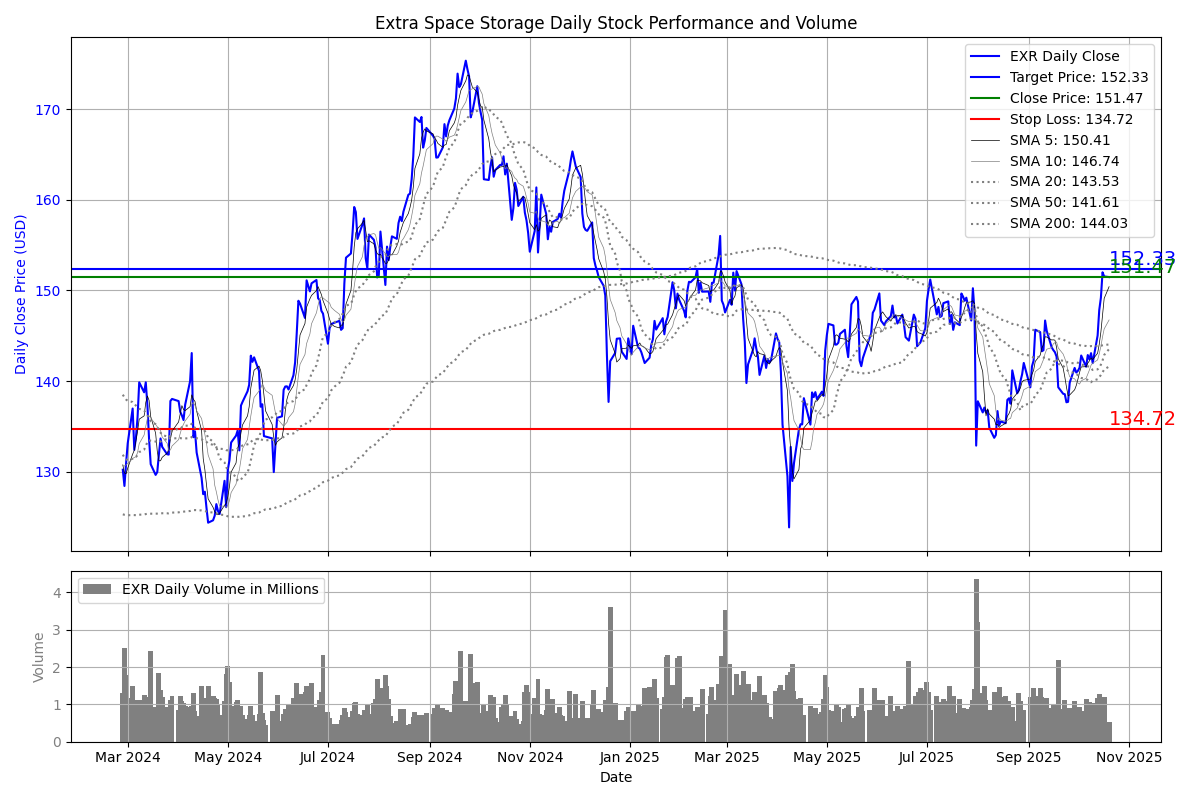 Extra Space Storage Daily Stock Performance and Volume
EXR Daily Close
Target Price: 152.33
Close Price: 151.47
Stop Loss: 134.72
SMA 5: 150.41
SMA 10: 146.74
SMA 20: 143.53
SMA 50: 141.61
SMA 200: 144.03
Daily Close Price (USD)
170
160
150
140
130
152.33
151.47
134.72
EXR Daily Volume in Millions
Volume
4
3
2
1
0
Mar 2024
May 2024
Jul 2024
Sep 2024
Nov 2024
Jan 2025
Mar 2025
May 2025
Jul 2025
Sep 2025
Nov 2025
Date